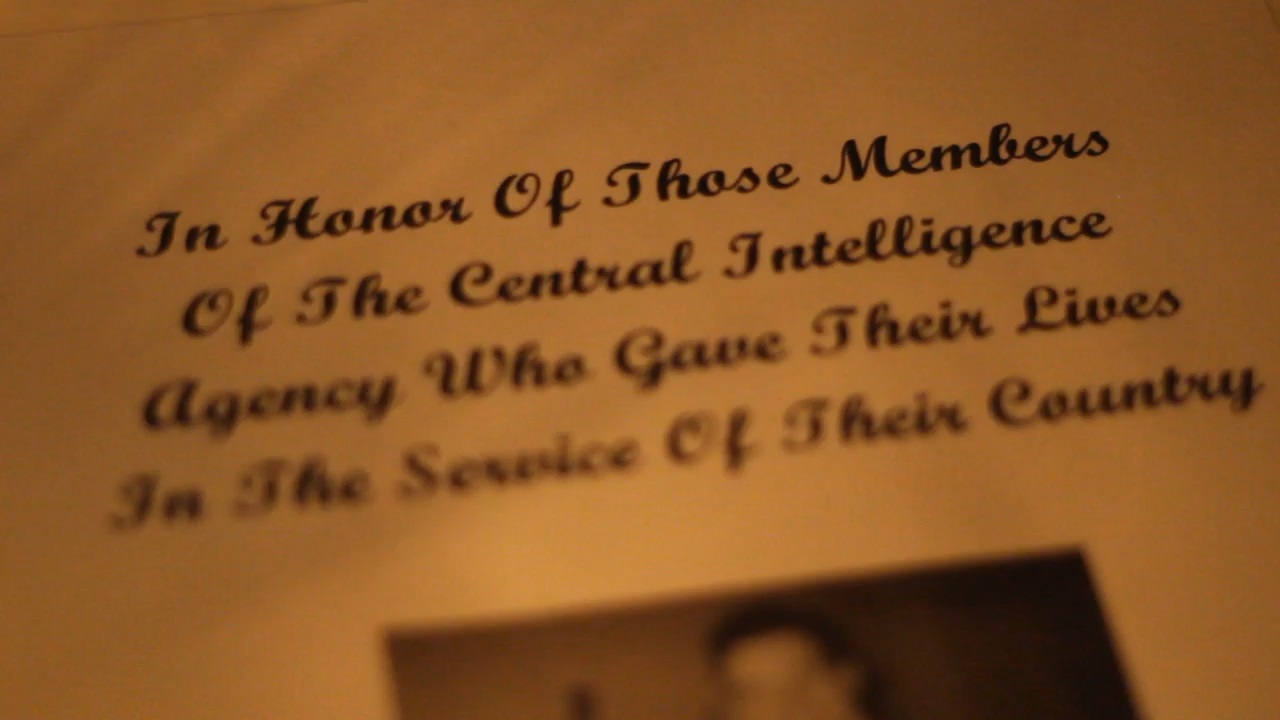 In Honor Of Those Members
Of The Central Intelligence
Agency Who Gave Their Lives
In The Service Of Their Country